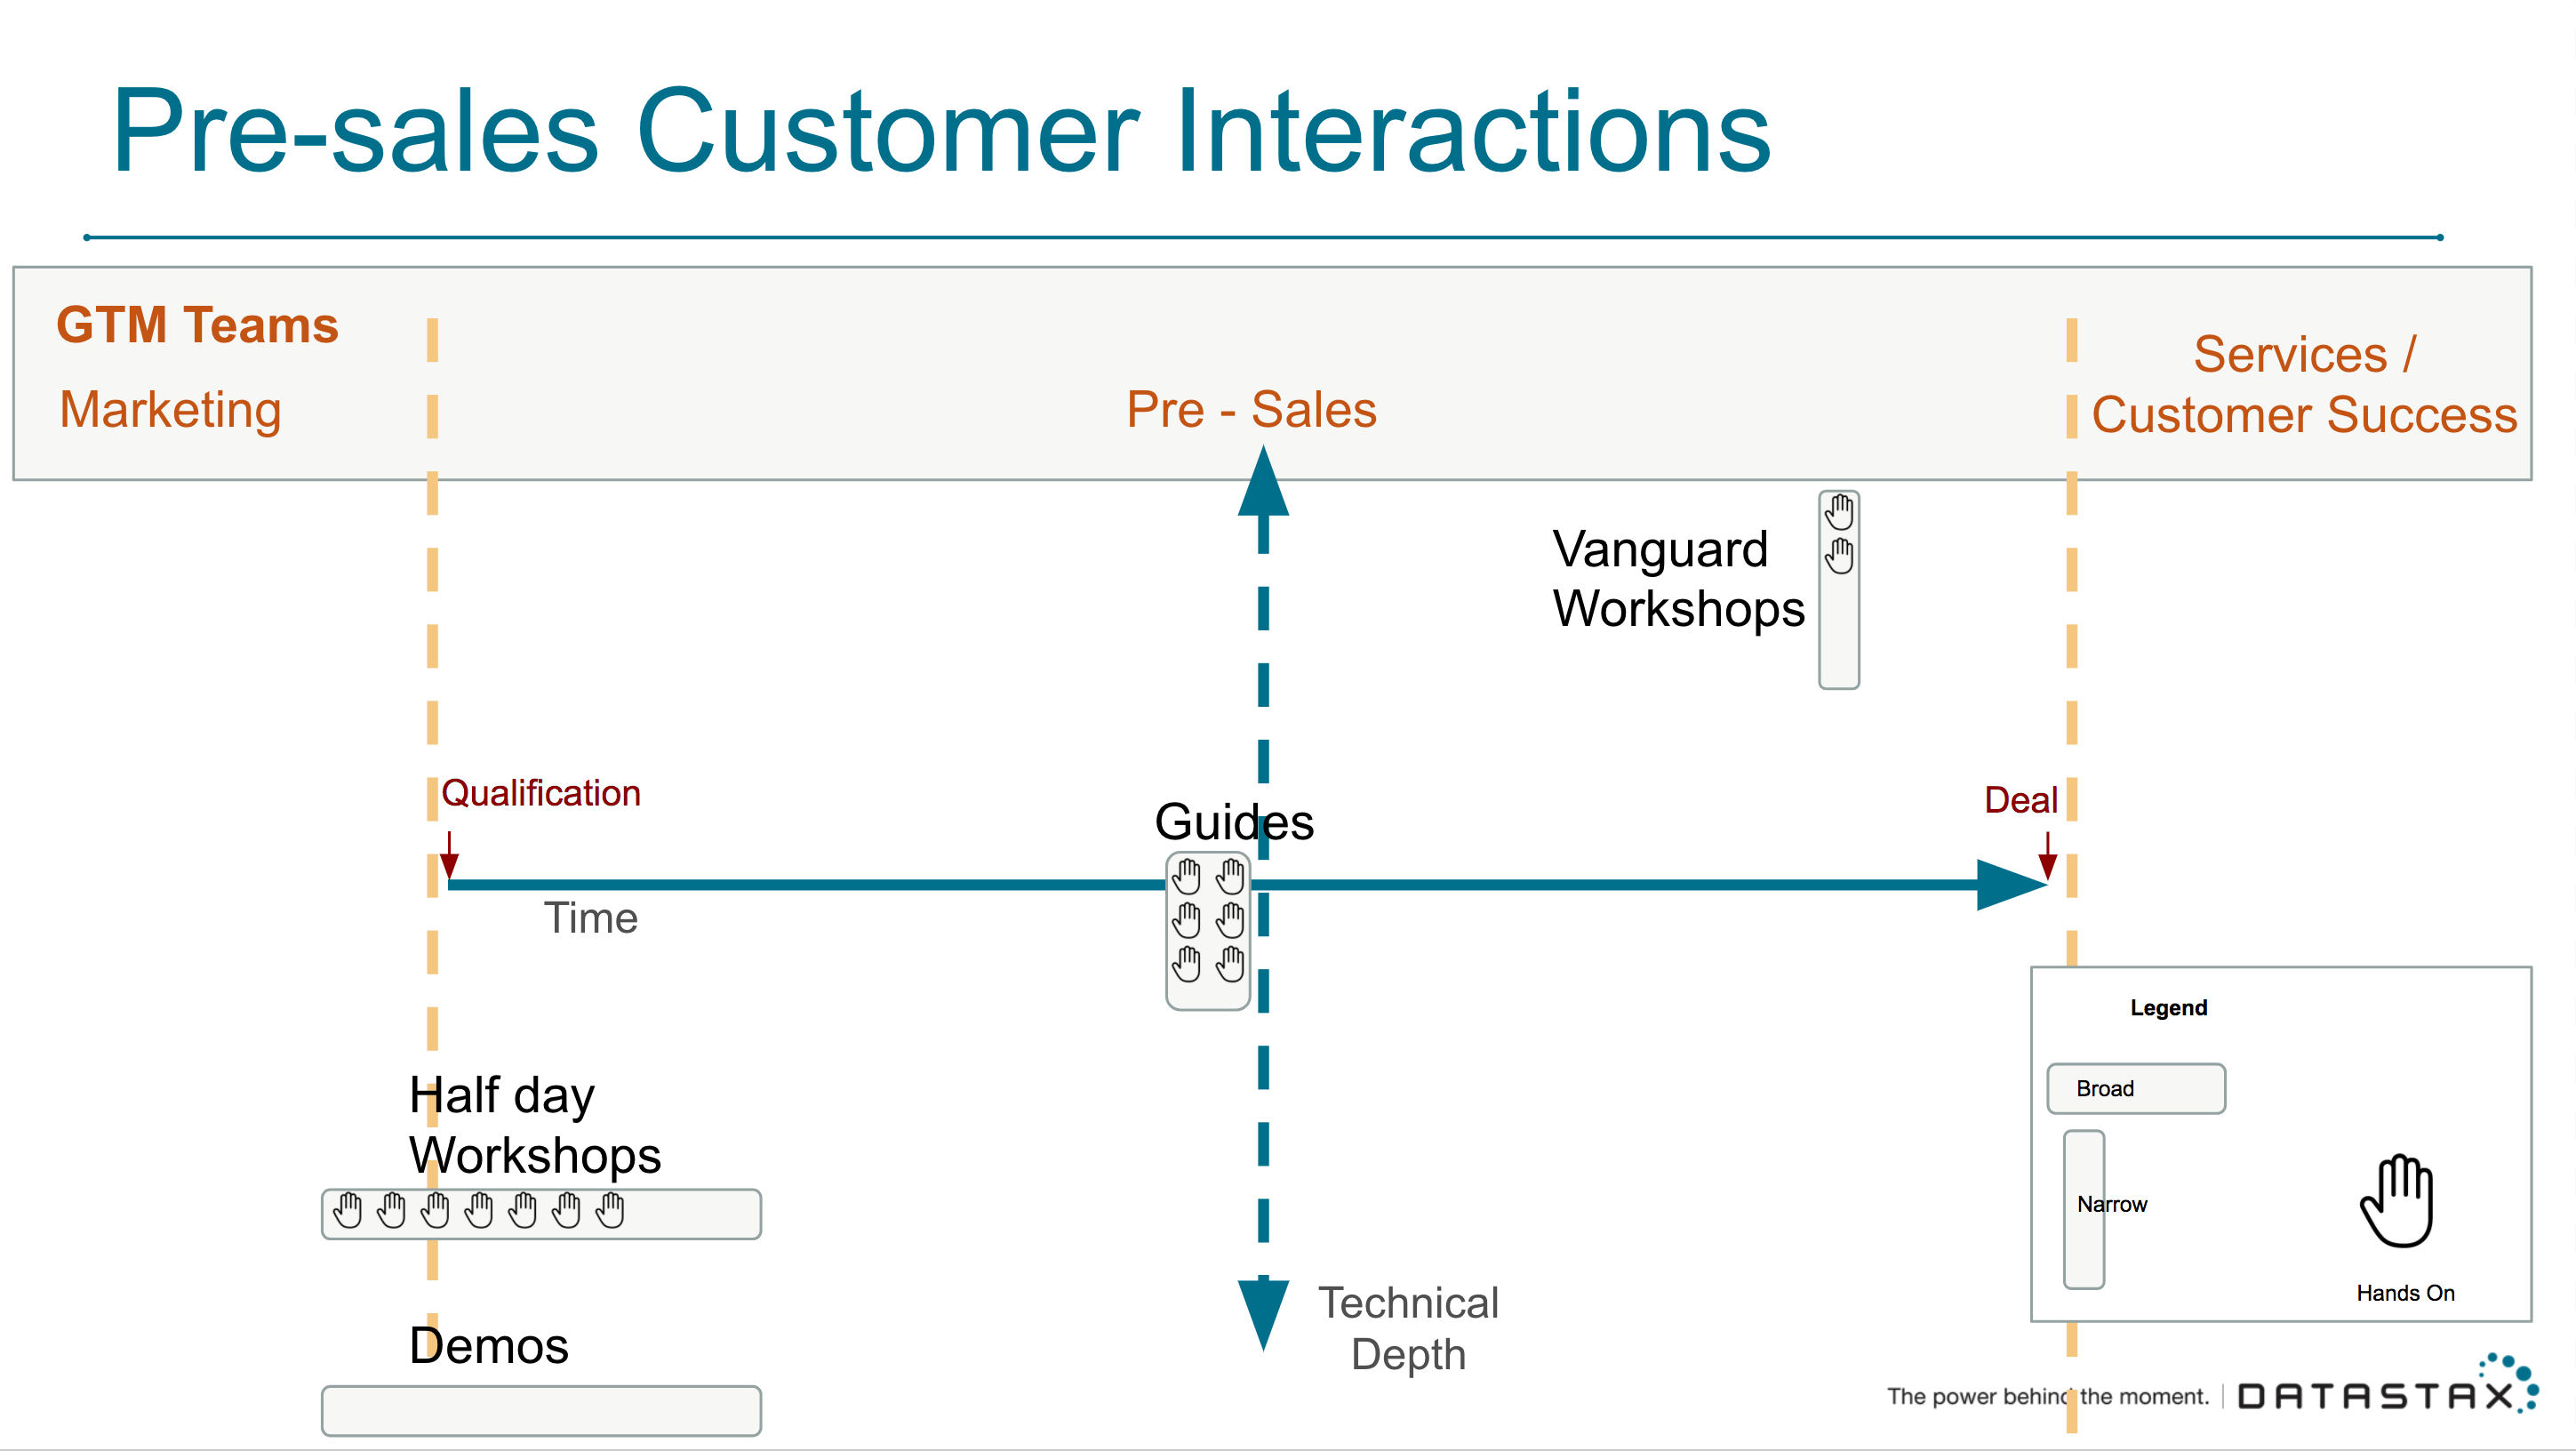 Pre-sales Customer Interactions
GTM Teams
Marketing
Pre - Sales
Services /
Customer Success
Vanguard
Workshops
Qualification
Deal
Guides
Time
Half day
Workshops
Demos
Technical
Depth
Legend
Broad
Narrow
Hands On
The power behind the moment.
DATASTAX